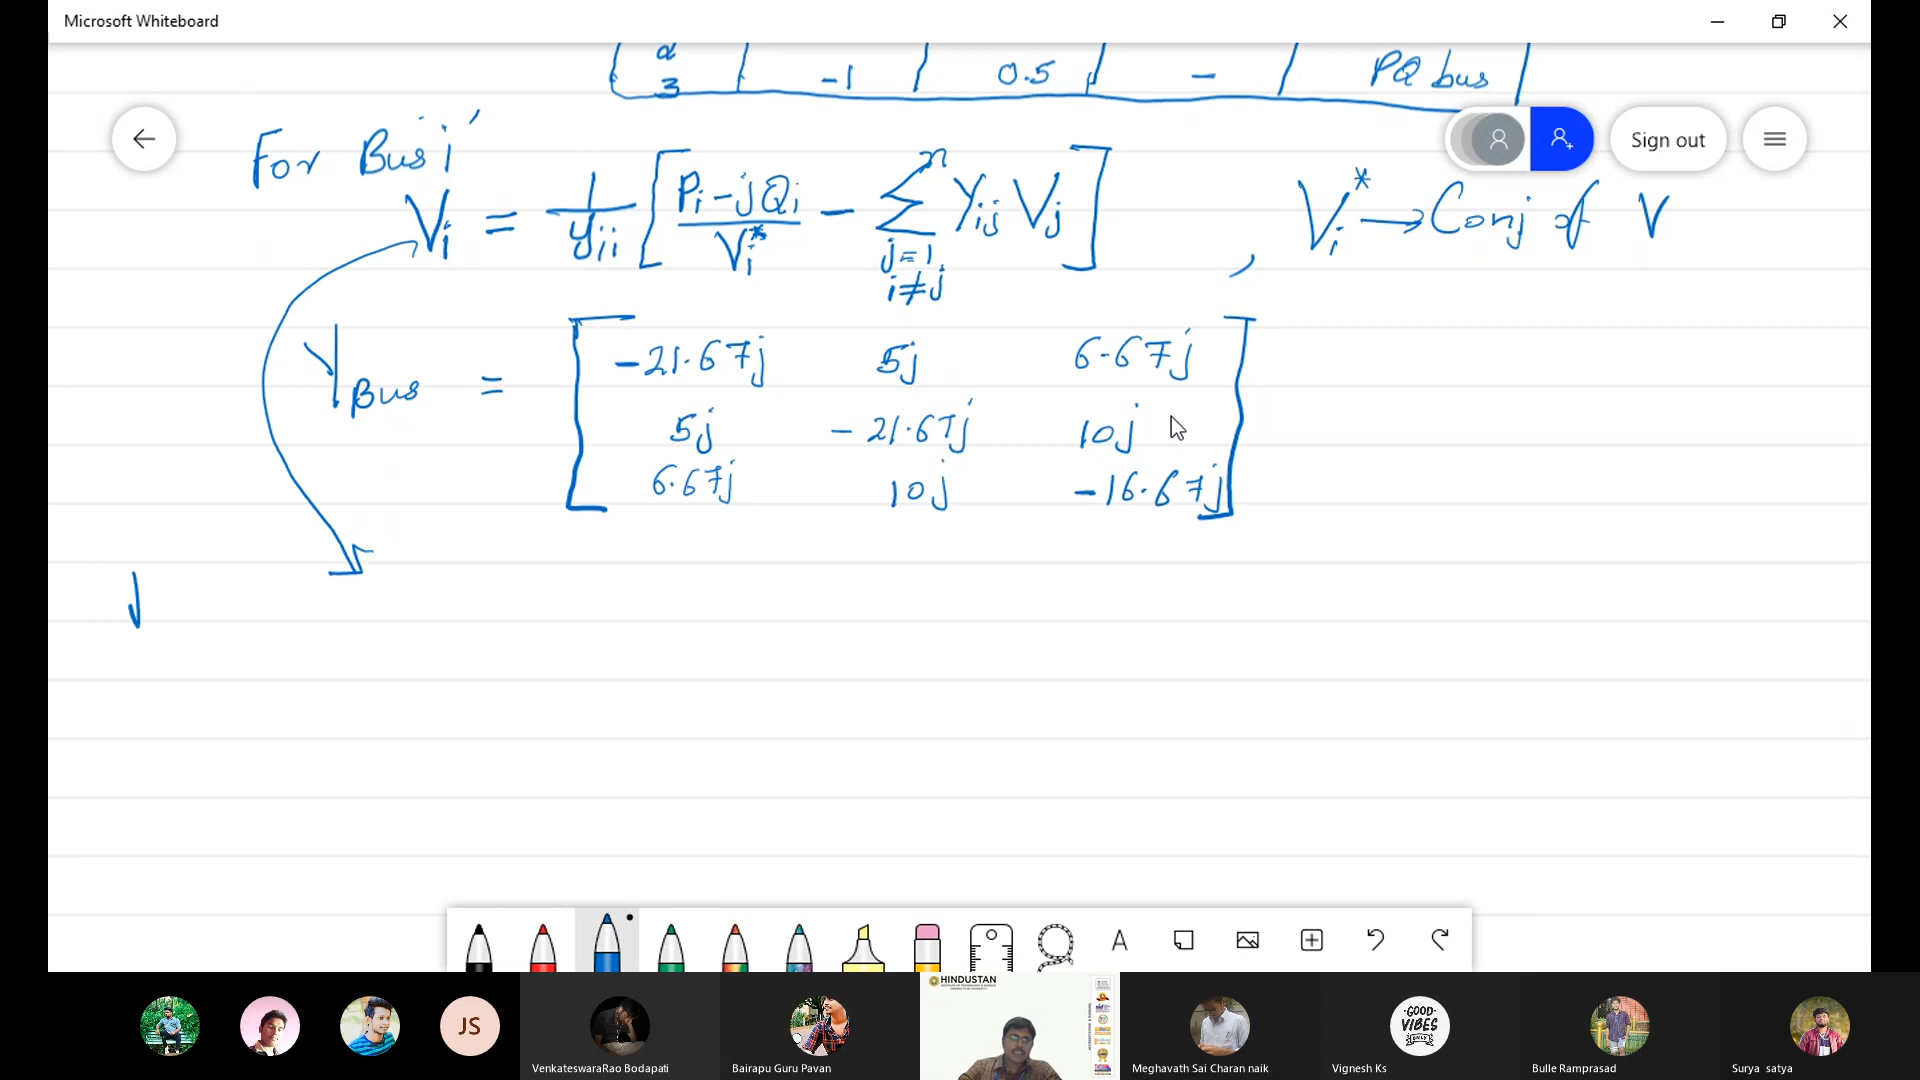 Microsoft Whiteboard
2
3 -1 0.5 - PQ bus
For Bus 'i'
Vi = 1/yii [ (Pi - jQi)/Vi* - Σ(j=1, i≠j)^n Yij Vj ] , Vi* → Conj of V
YBus = [ -21.67j 5j 6.67j
5j -21.67j 10j
6.67j 10j -16.67j ]
Sign out
A
HINDUSTAN
JS
GOOD
VIBES
ONLY
VenkateswaraRao Bodapati
Bairapu Guru Pavan
Meghavath Sai Charan naik
Vignesh Ks
Bulle Ramprasad
Surya satya